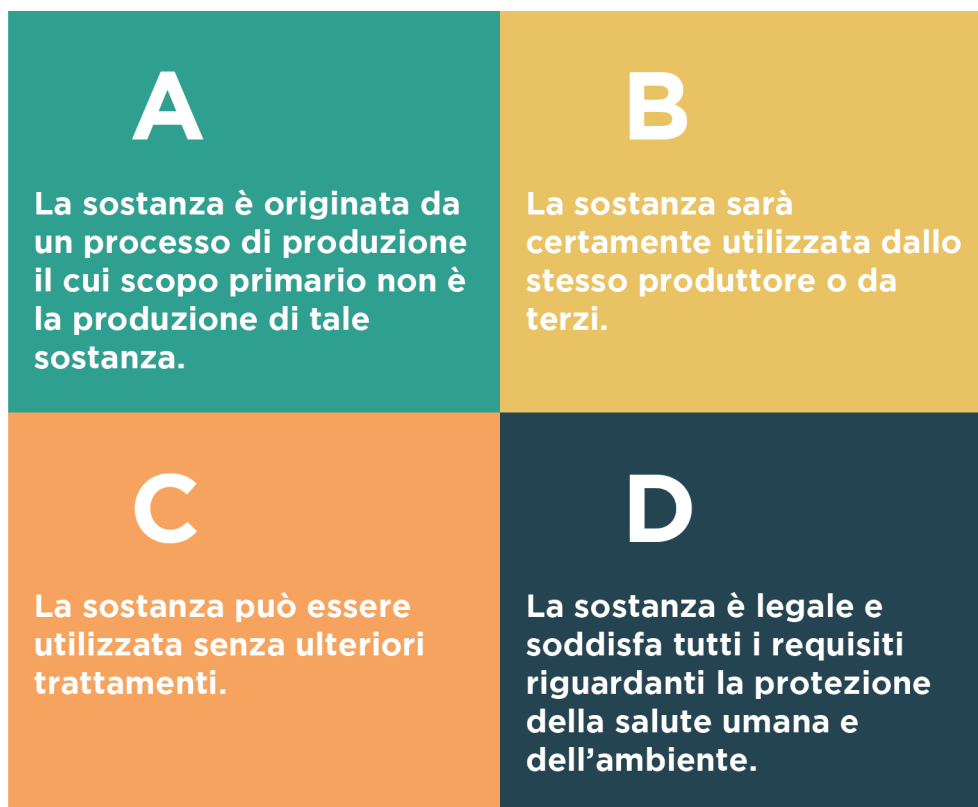 A
La sostanza è originata da
un processo di produzione
il cui scopo primario non è
la produzione di tale
sostanza.
B
La sostanza sarà
certamente utilizzata dallo
stesso produttore o da
terzi.
C
La sostanza può essere
utilizzata senza ulteriori
trattamenti.
D
La sostanza è legale e
soddisfa tutti i requisiti
riguardanti la protezione
della salute umana e
dell’ambiente.